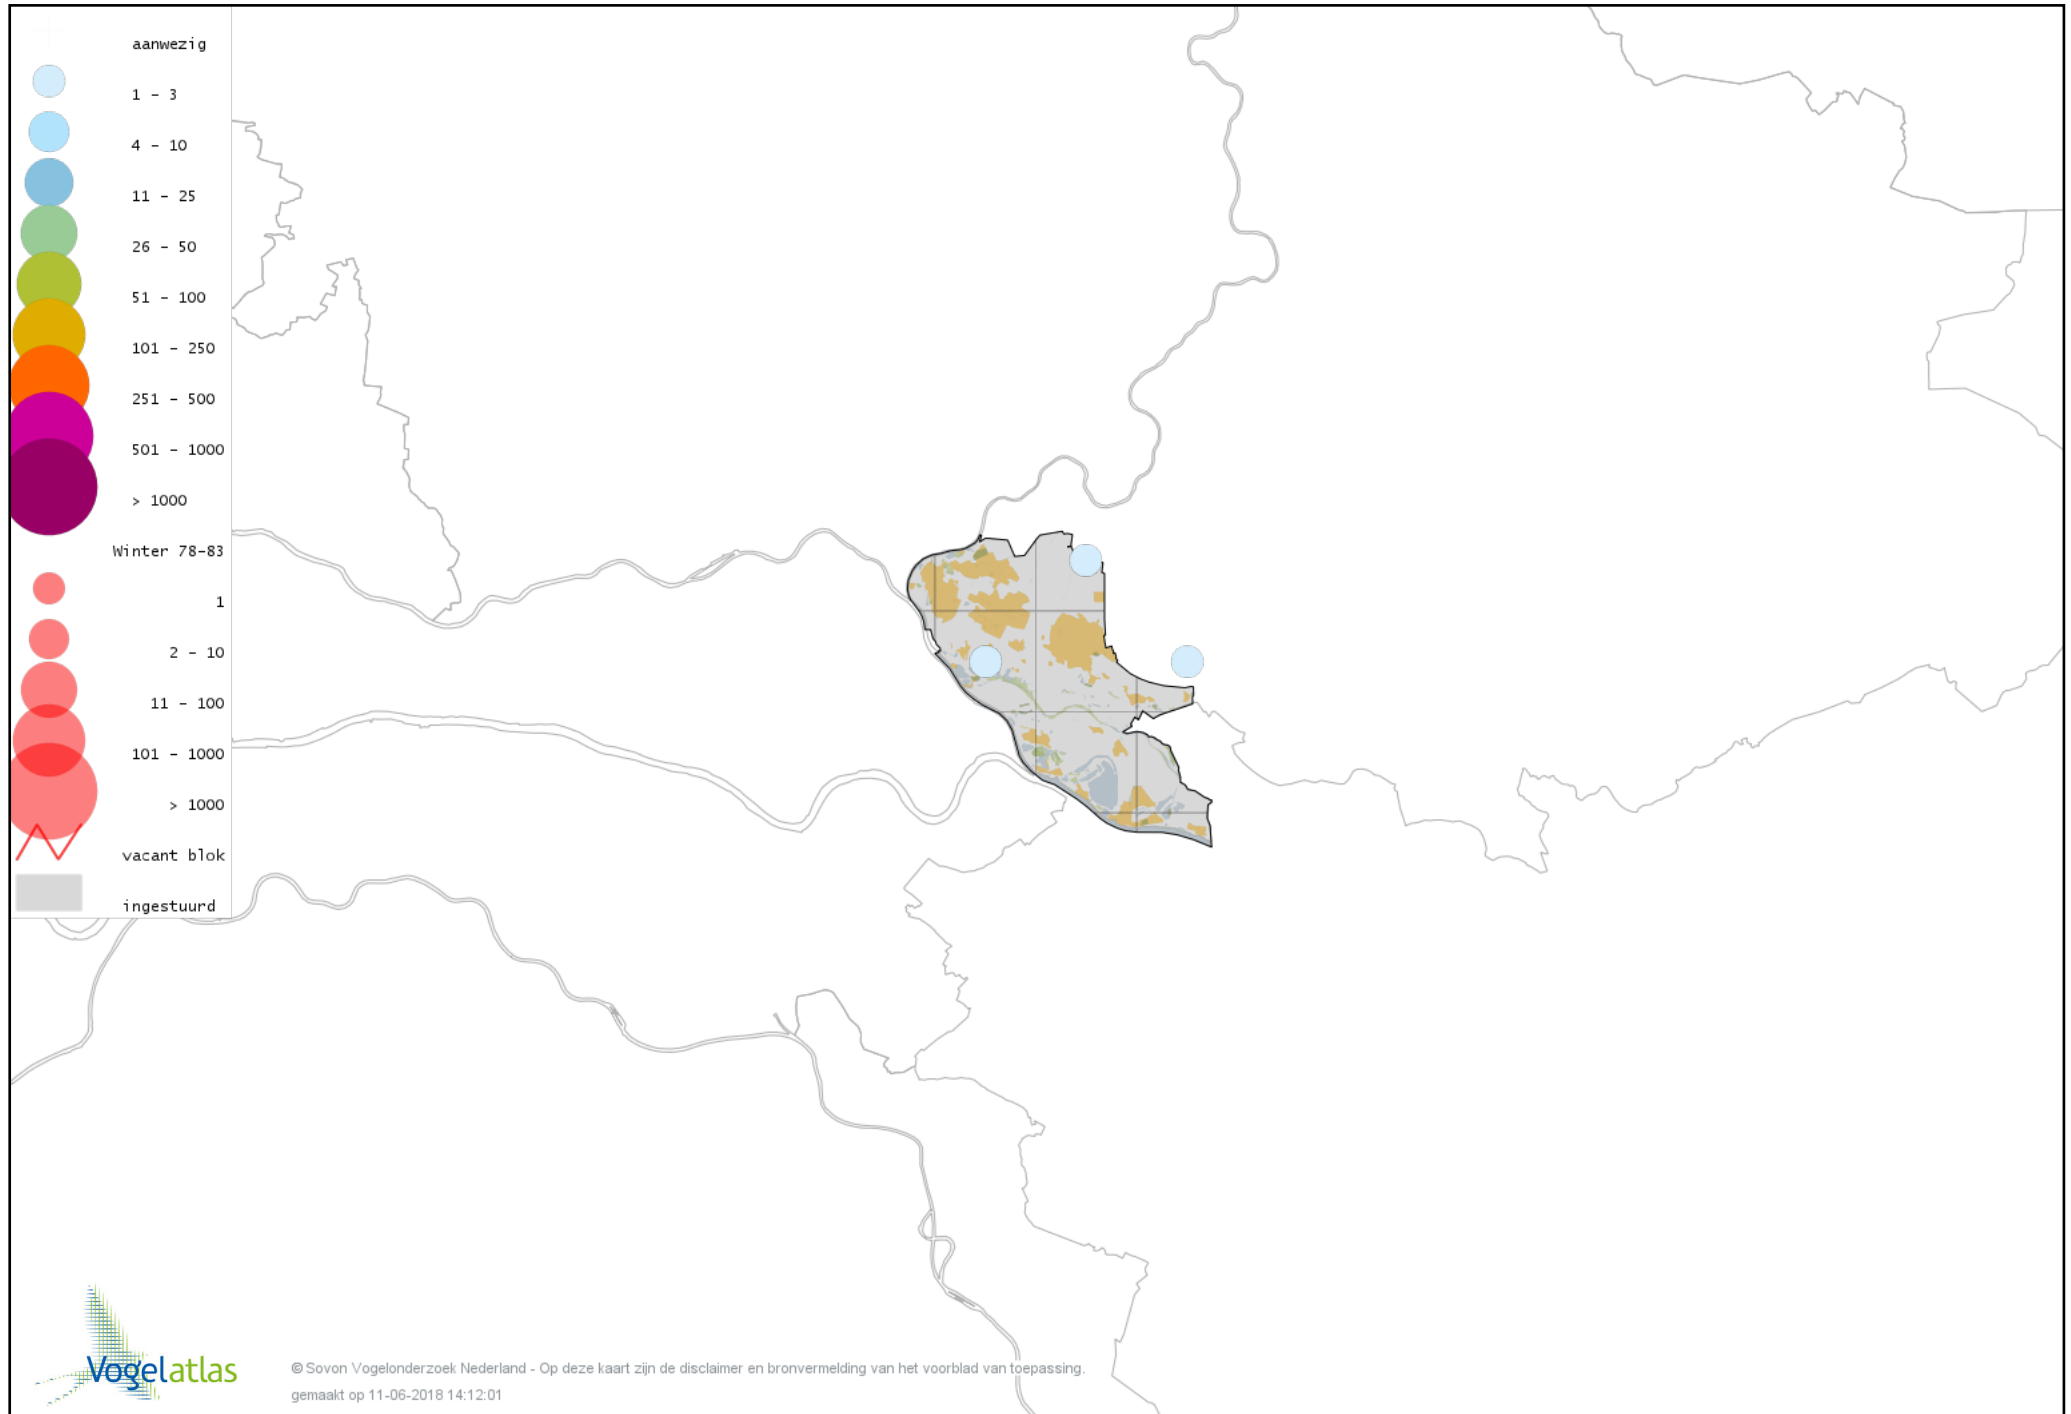 aanwezig
1 - 3
4 - 10
11 - 25
26 - 50
51 - 100
101 - 250
251 - 500
501 - 1000
> 1000
Winter 78-83
1
2 - 10
11 - 100
101 - 1000
> 1000
vacant blok
ingestuurd
Vogelatlas
© Sovon Vogelonderzoek Nederland - Op deze kaart zijn de disclaimer en bronvermelding van het voorblad van toepassing.
gemaakt op 11-06-2018 14:12:01